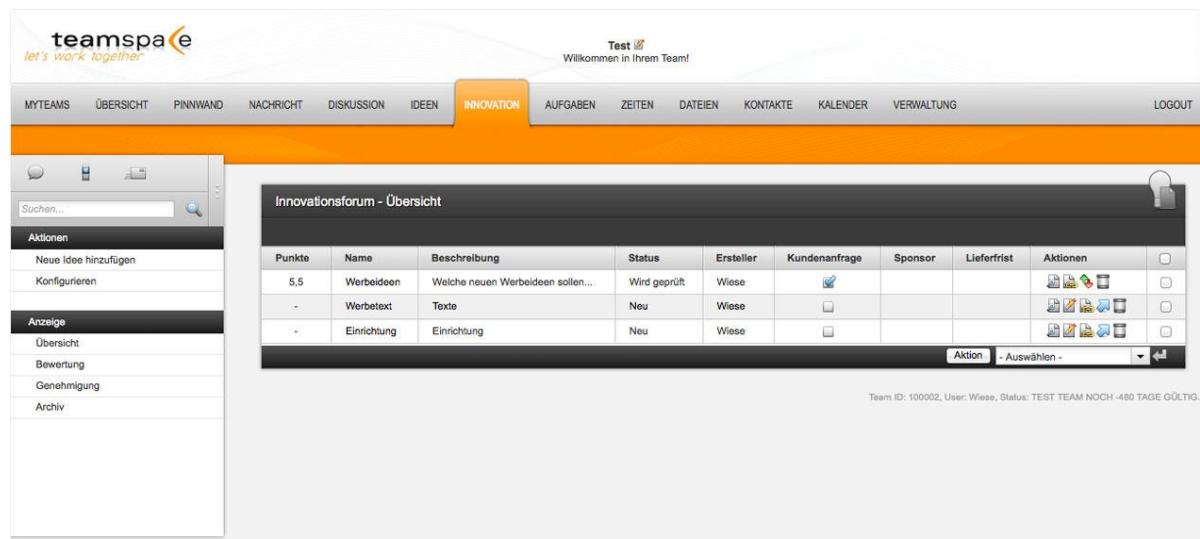 teamspace
let's work together
Test
Willkommen in Ihrem Team!
MYTEAMS ÜBERSICHT PINNWAND NACHRICHT DISKUSSION IDEEN INNOVATION AUFGABEN ZEITEN DATEIEN KONTAKTE KALENDER VERWALTUNG LOGOUT
Suchen...
Aktionen
Neue Idee hinzufügen
Konfigurieren
Anzeige
Übersicht
Bewertung
Genehmigung
Archiv
Innovationsforum - Übersicht
Punkte Name Beschreibung Status Ersteller Kundenanfrage Sponsor Lieferfrist Aktionen
5,5 Werbeideen Welche neuen Werbeideen sollen... Wird geprüft Wiese
- Werbetext Texte Neu Wiese
- Einrichtung Einrichtung Neu Wiese
Aktion - Auswählen -
Team ID: 100002, User: Wiese, Status: TEST TEAM NOCH -480 TAGE GÜLTIG.